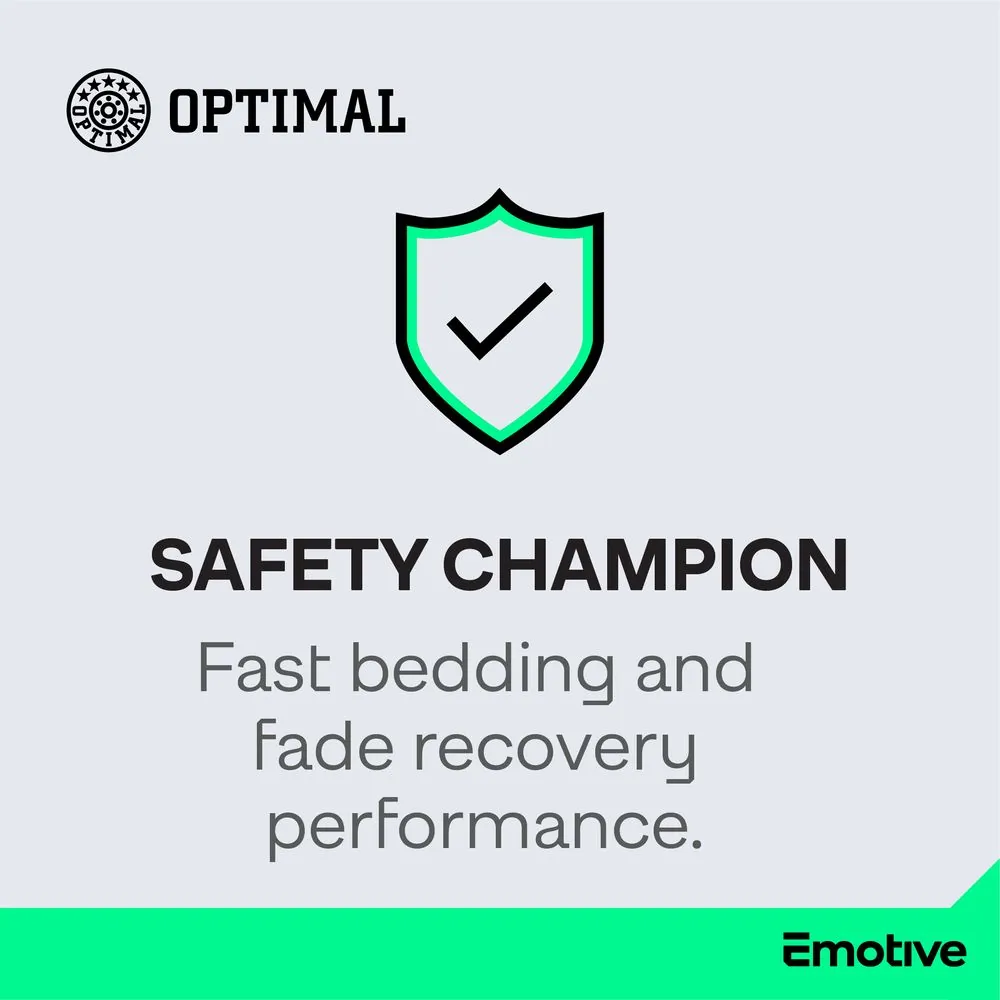 OPTIMAL
OPTIMAL
SAFETY CHAMPION
Fast bedding and
fade recovery
performance.
Emotive